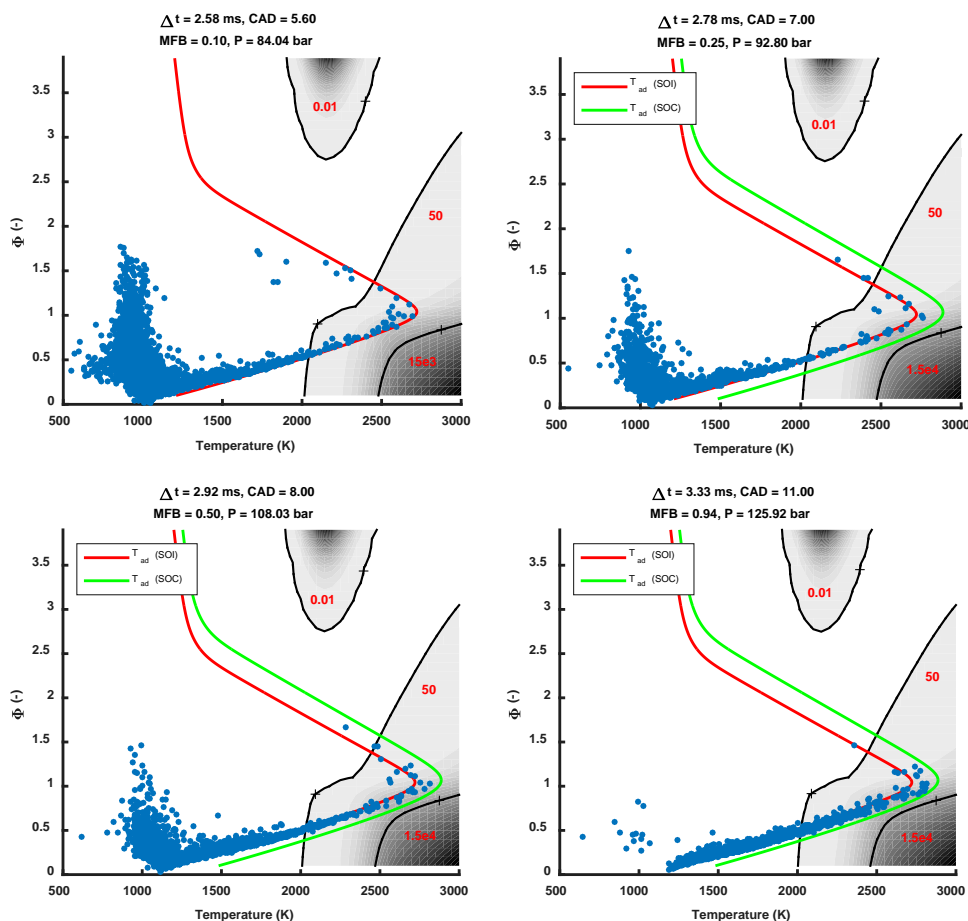 Δ t = 2.58 ms, CAD = 5.60
MFB = 0.10, P = 84.04 bar
3.5
3
2.5
2
1.5
1
0.5
0
Φ (-)
0.01
50
15e3
500
1000
1500
2000
2500
3000
Temperature (K)
Δ t = 2.78 ms, CAD = 7.00
MFB = 0.25, P = 92.80 bar
T ad (SOI)
T ad (SOC)
3.5
3
2.5
2
1.5
1
0.5
0
Φ (-)
0.01
50
1.5e4
500
1000
1500
2000
2500
3000
Temperature (K)
Δ t = 2.92 ms, CAD = 8.00
MFB = 0.50, P = 108.03 bar
T ad (SOI)
T ad (SOC)
3.5
3
2.5
2
1.5
1
0.5
0
Φ (-)
0.01
50
1.5e4
500
1000
1500
2000
2500
3000
Temperature (K)
Δ t = 3.33 ms, CAD = 11.00
MFB = 0.94, P = 125.92 bar
T ad (SOI)
T ad (SOC)
3.5
3
2.5
2
1.5
1
0.5
0
Φ (-)
0.01
50
1.5e4
500
1000
1500
2000
2500
3000
Temperature (K)